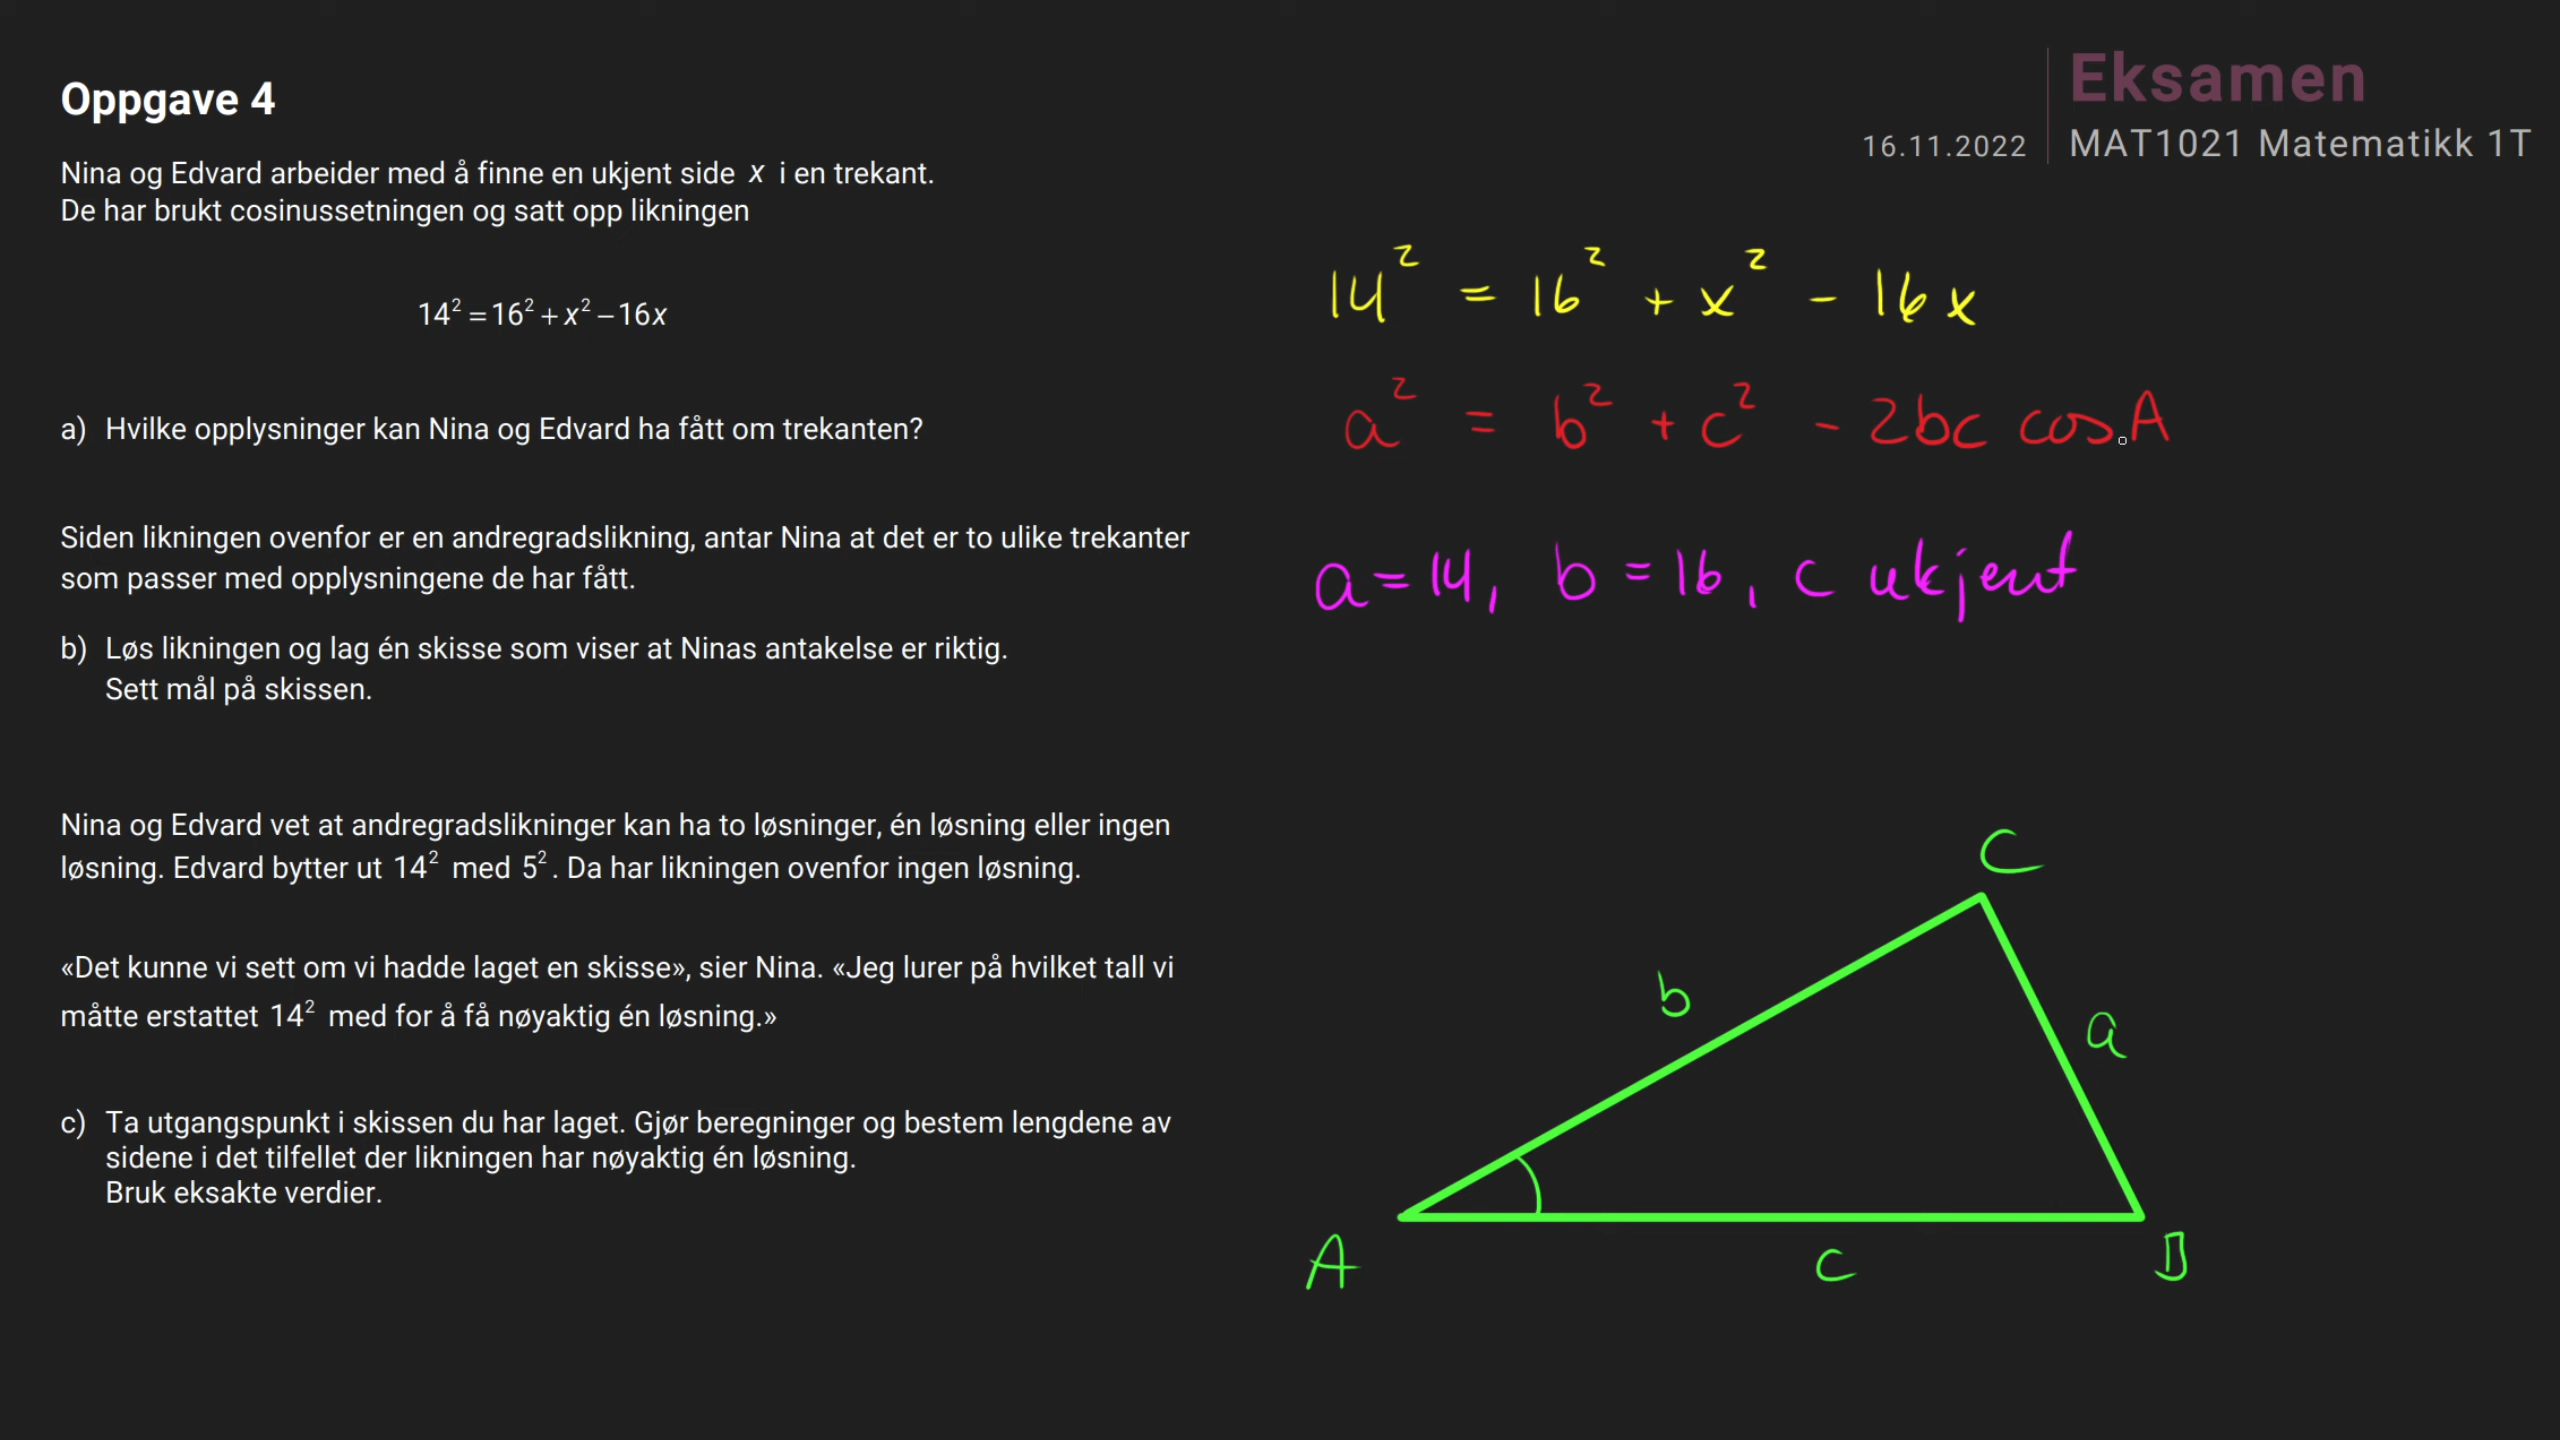 Oppgave 4
Eksamen
16.11.2022
MAT1021 Matematikk 1T
Nina og Edvard arbeider med å finne en ukjent side x i en trekant.
De har brukt cosinussetningen og satt opp likningen
14² = 16² + x² − 16x
a) Hvilke opplysninger kan Nina og Edvard ha fått om trekanten?
Siden likningen ovenfor er en andregradslikning, antar Nina at det er to ulike trekanter
som passer med opplysningene de har fått.
b) Løs likningen og lag én skisse som viser at Ninas antakelse er riktig.
Sett mål på skissen.
Nina og Edvard vet at andregradslikninger kan ha to løsninger, én løsning eller ingen
løsning. Edvard bytter ut 14² med 5². Da har likningen ovenfor ingen løsning.
«Det kunne vi sett om vi hadde laget en skisse», sier Nina. «Jeg lurer på hvilket tall vi
måtte erstattet 14² med for å få nøyaktig én løsning.»
c) Ta utgangspunkt i skissen du har laget. Gjør beregninger og bestem lengdene av
sidene i det tilfellet der likningen har nøyaktig én løsning.
Bruk eksakte verdier.
14² = 16² + x² − 16x
a² = b² + c² − 2bc cos A
a = 14, b = 16, c ukjent
C
b
a
A
c
B